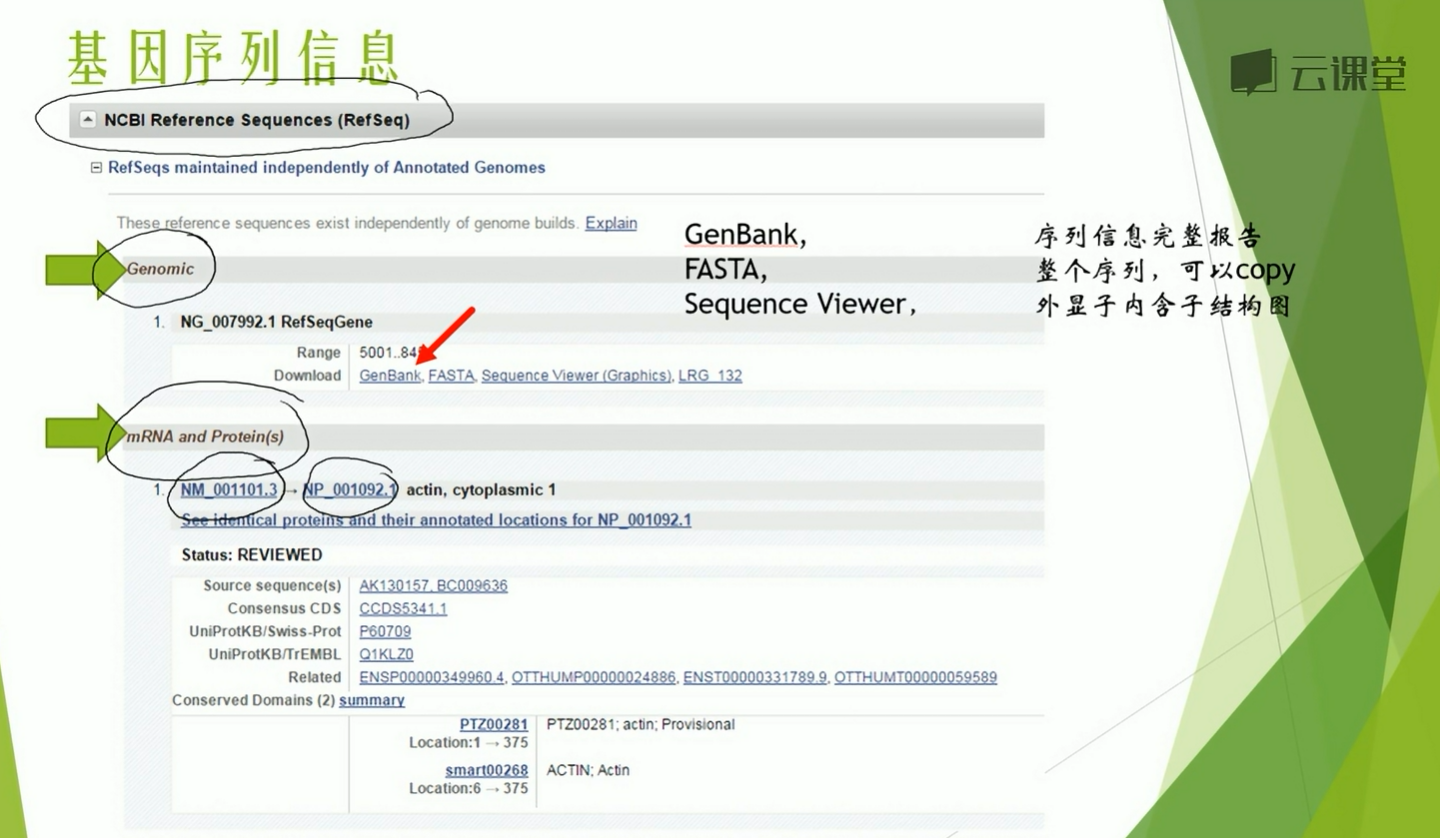 基因序列信息
云课堂
NCBI Reference Sequences (RefSeq)
RefSeqs maintained independently of Annotated Genomes
These reference sequences exist independently of genome builds. Explain
GenBank, 序列信息完整报告
FASTA, 整个序列，可以copy
Sequence Viewer, 外显子内含子结构图
Genomic
1. NG_007992.1 RefSeqGene
Range 5001..84
Download GenBank, FASTA, Sequence Viewer (Graphics), LRG_132
mRNA and Protein(s)
1. NM_001101.3 → NP_001092.1 actin, cytoplasmic 1
See identical proteins and their annotated locations for NP_001092.1
Status: REVIEWED
Source sequence(s) AK130157, BC009636
Consensus CDS CCDS5341.1
UniProtKB/Swiss-Prot P60709
UniProtKB/TrEMBL Q1KLZ0
Related ENSP00000349960.4, OTTHUMP00000024886, ENST00000331789.9, OTTHUMT00000059589
Conserved Domains (2) summary
PTZ00281 PTZ00281; actin; Provisional
Location:1 → 375
smart00268 ACTIN; Actin
Location:6 → 375